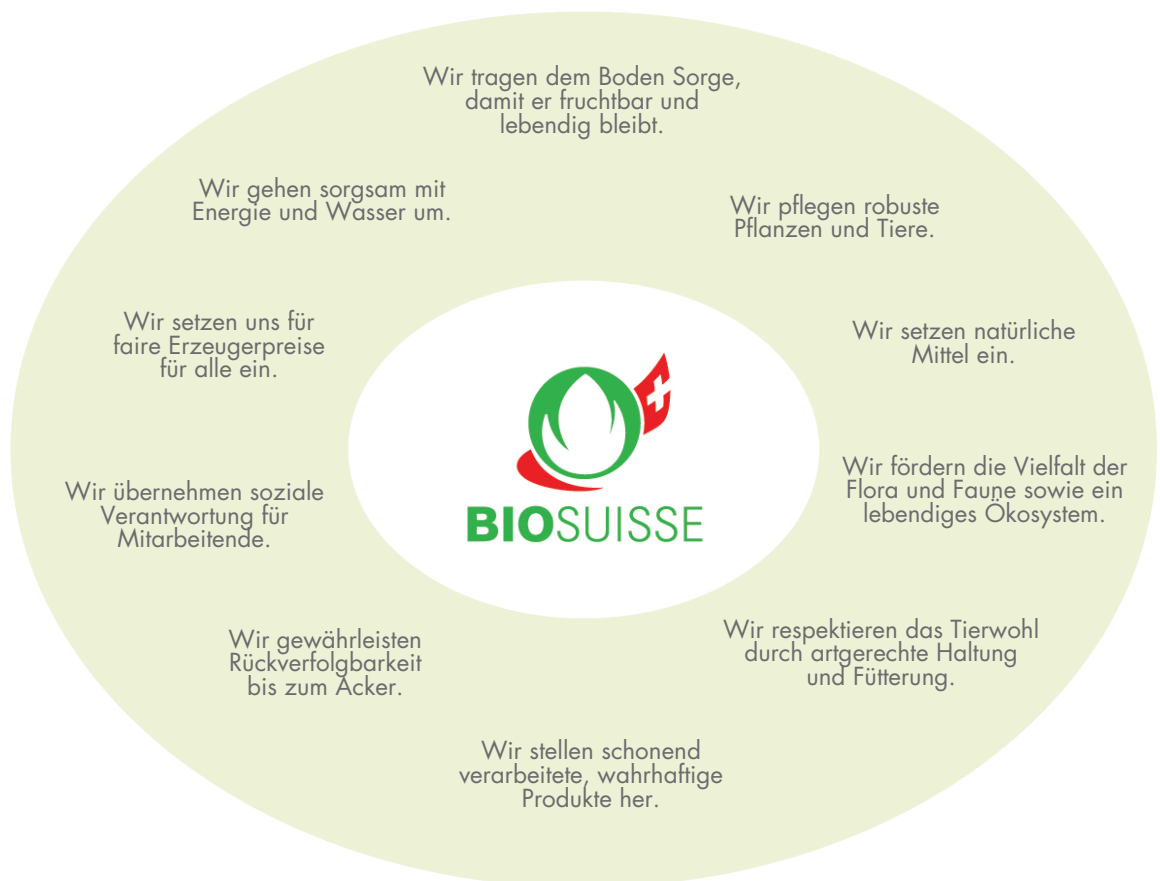 Wir tragen dem Boden Sorge,
damit er fruchtbar und
lebendig bleibt.
Wir gehen sorgsam mit
Energie und Wasser um.
Wir pflegen robuste
Pflanzen und Tiere.
Wir setzen uns für
faire Erzeugerpreise
für alle ein.
Wir setzen natürliche
Mittel ein.
BIOSUISSE
Wir übernehmen soziale
Verantwortung für
Mitarbeitende.
Wir fördern die Vielfalt der
Flora und Faune sowie ein
lebendiges Ökosystem.
Wir gewährleisten
Rückverfolgbarkeit
bis zum Acker.
Wir respektieren das Tierwohl
durch artgerechte Haltung
und Fütterung.
Wir stellen schonend
verarbeitete, wahrhaftige
Produkte her.